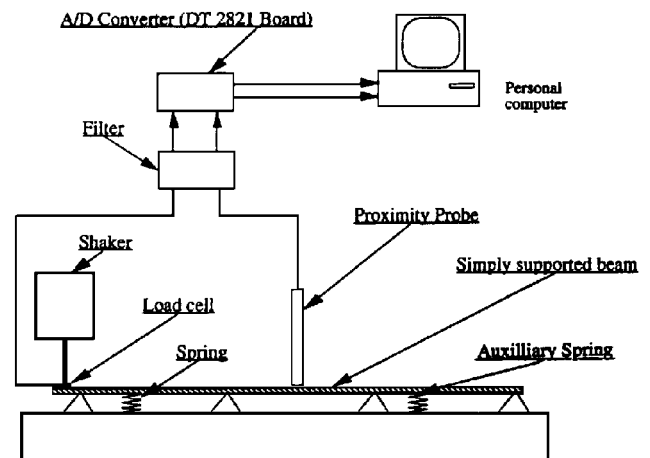 A/D Converter (DT 2821 Board)
Personal
computer
Filter
Proximity Probe
Shaker
Simply supported beam
Load cell
Spring
Auxilliary Spring